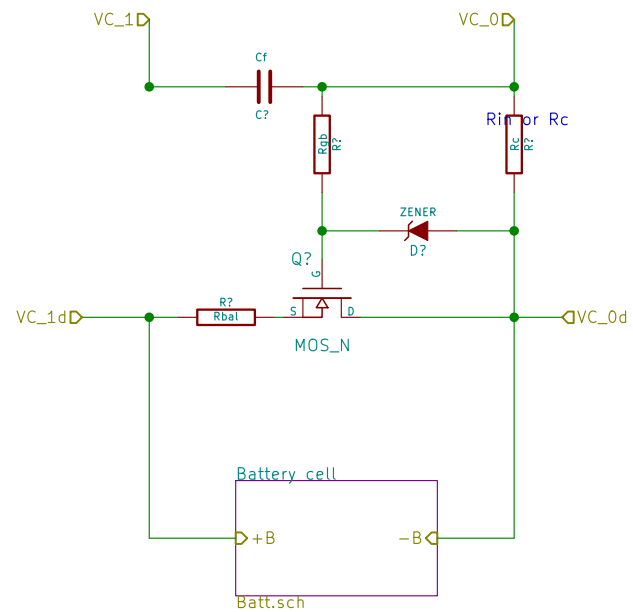 VC_1
VC_0
Cf
C?
Rin or Rc
Rgb
R?
Rc
R?
ZENER
D?
Q?
G
R?
Rbal
S
D
VC_1d
VC_0d
MOS_N
Battery cell
+B
-B
Batt.sch